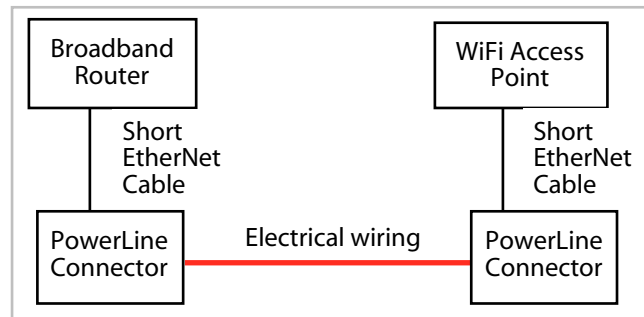 Broadband
Router
WiFi Access
Point
Short
EtherNet
Cable
Short
EtherNet
Cable
PowerLine
Connector
Electrical wiring
PowerLine
Connector